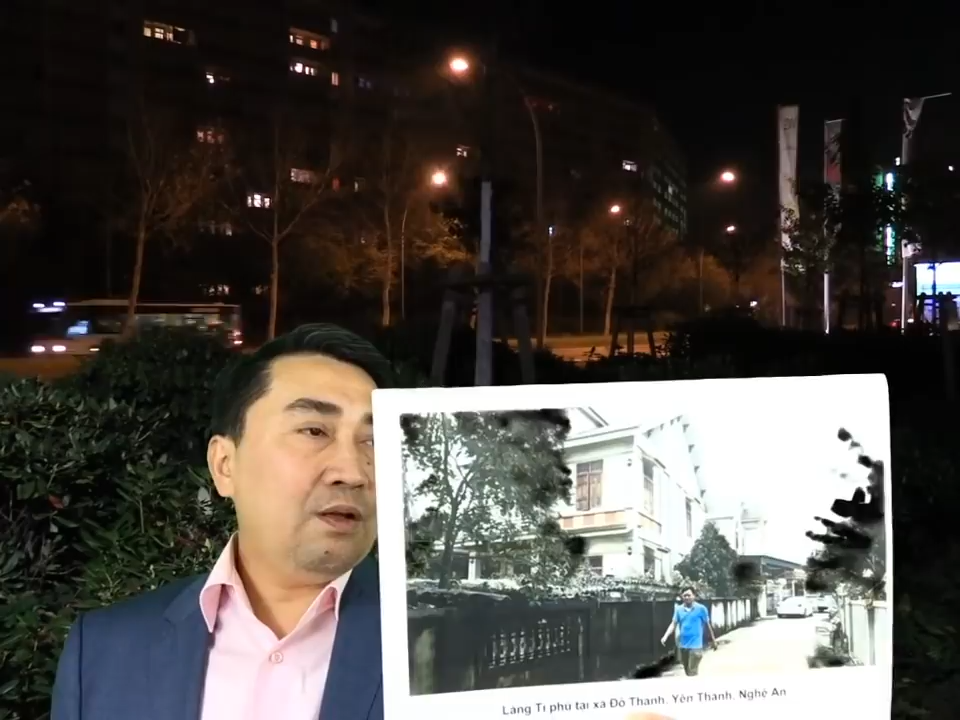 Làng Tỉ phú tại xã Đô Thành, Yên Thành, Nghệ An